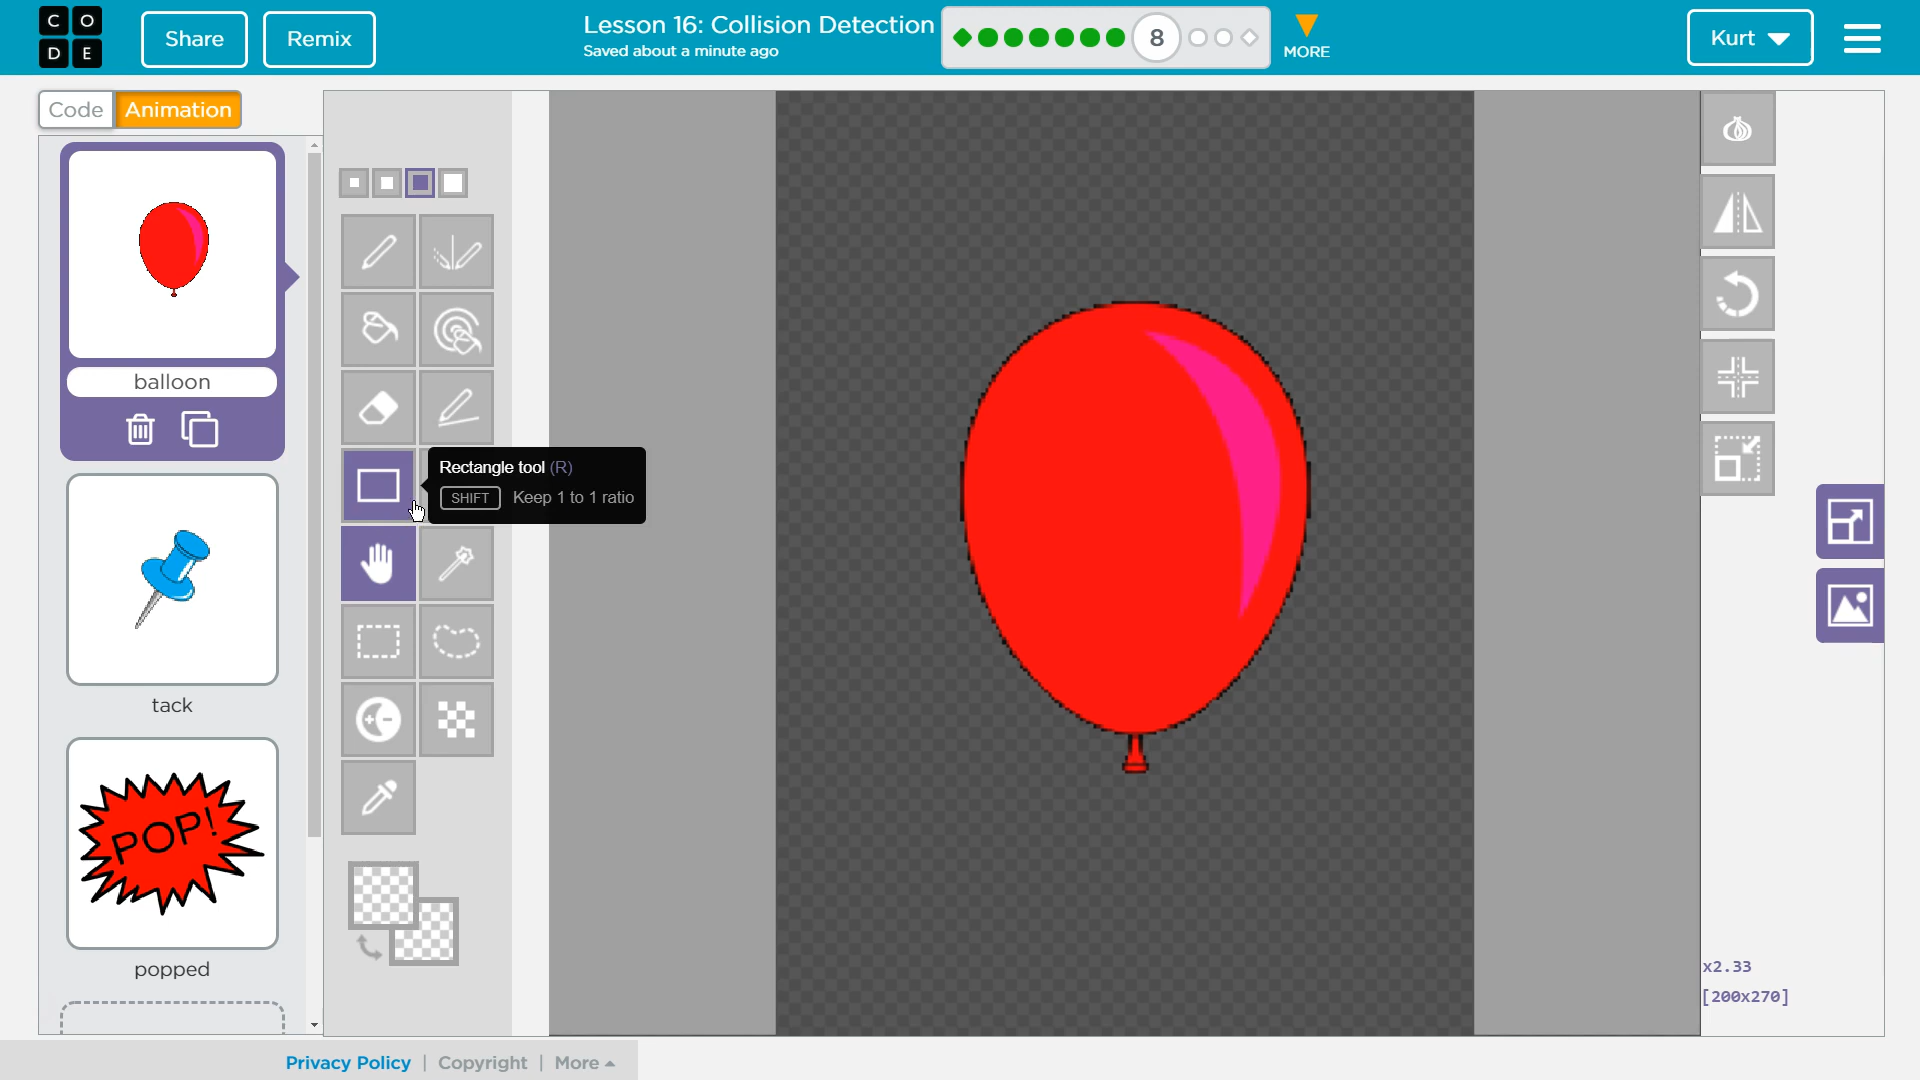 C O
D E
Share
Remix
Lesson 16: Collision Detection
Saved about a minute ago
8
MORE
Kurt
Code
Animation
balloon
tack
POP!
popped
Rectangle tool (R)
SHIFT Keep 1 to 1 ratio
x2.33
[200x270]
Privacy Policy | Copyright | More